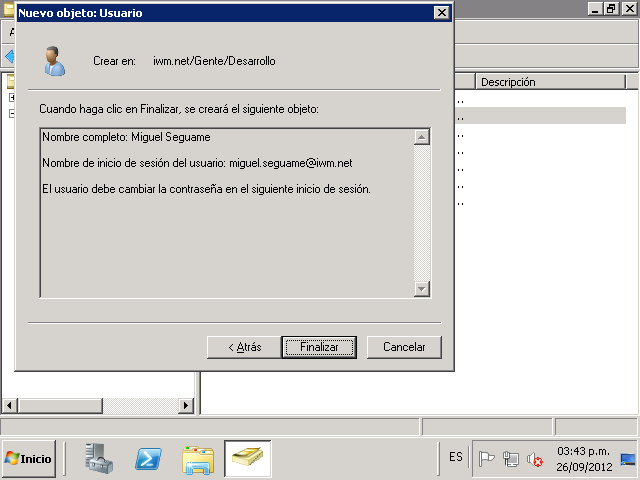 Nuevo objeto: Usuario
Crear en: iwm.net/Gente/Desarrollo
Descripción
Cuando haga clic en Finalizar, se creará el siguiente objeto:
Nombre completo: Miguel Seguame
Nombre de inicio de sesión del usuario: miguel.seguame@iwm.net
El usuario debe cambiar la contraseña en el siguiente inicio de sesión.
< Atrás
Finalizar
Cancelar
Inicio
ES
03:43 p.m.
26/09/2012